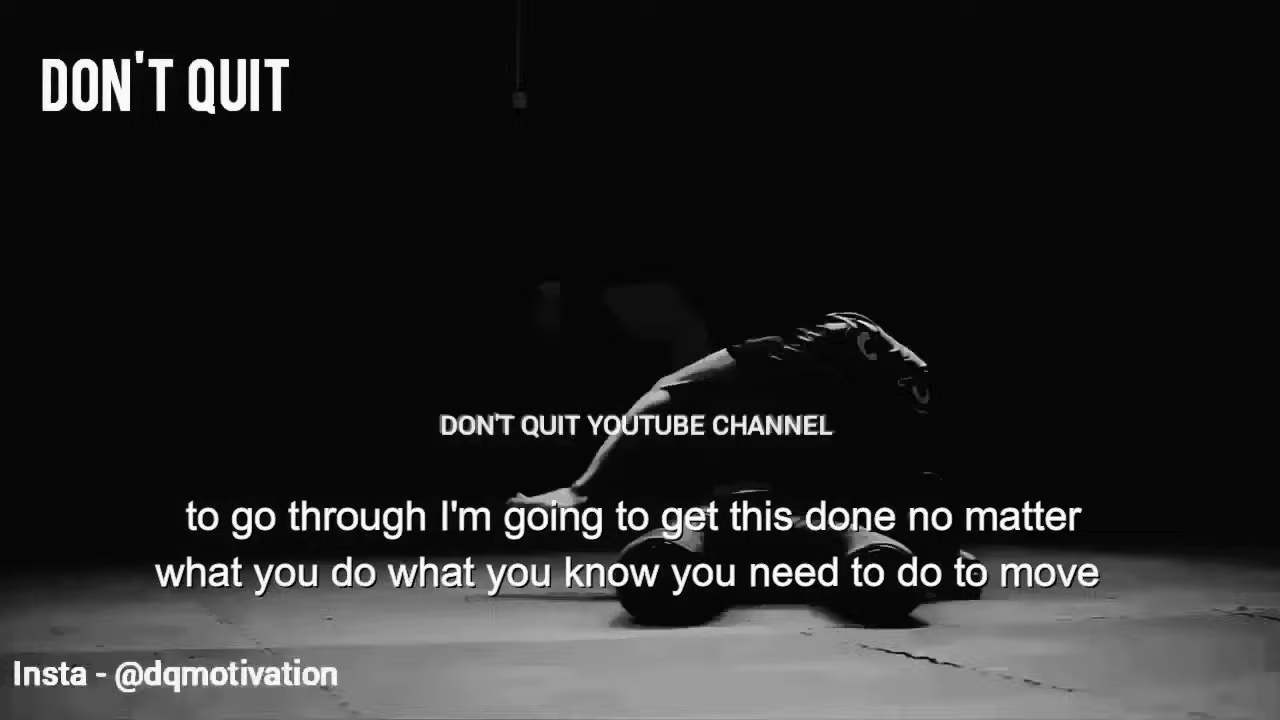 DON'T QUIT
DON'T QUIT YOUTUBE CHANNEL
to go through I'm going to get this done no matter
what you do what you know you need to do to move
Insta - @dqmotivation